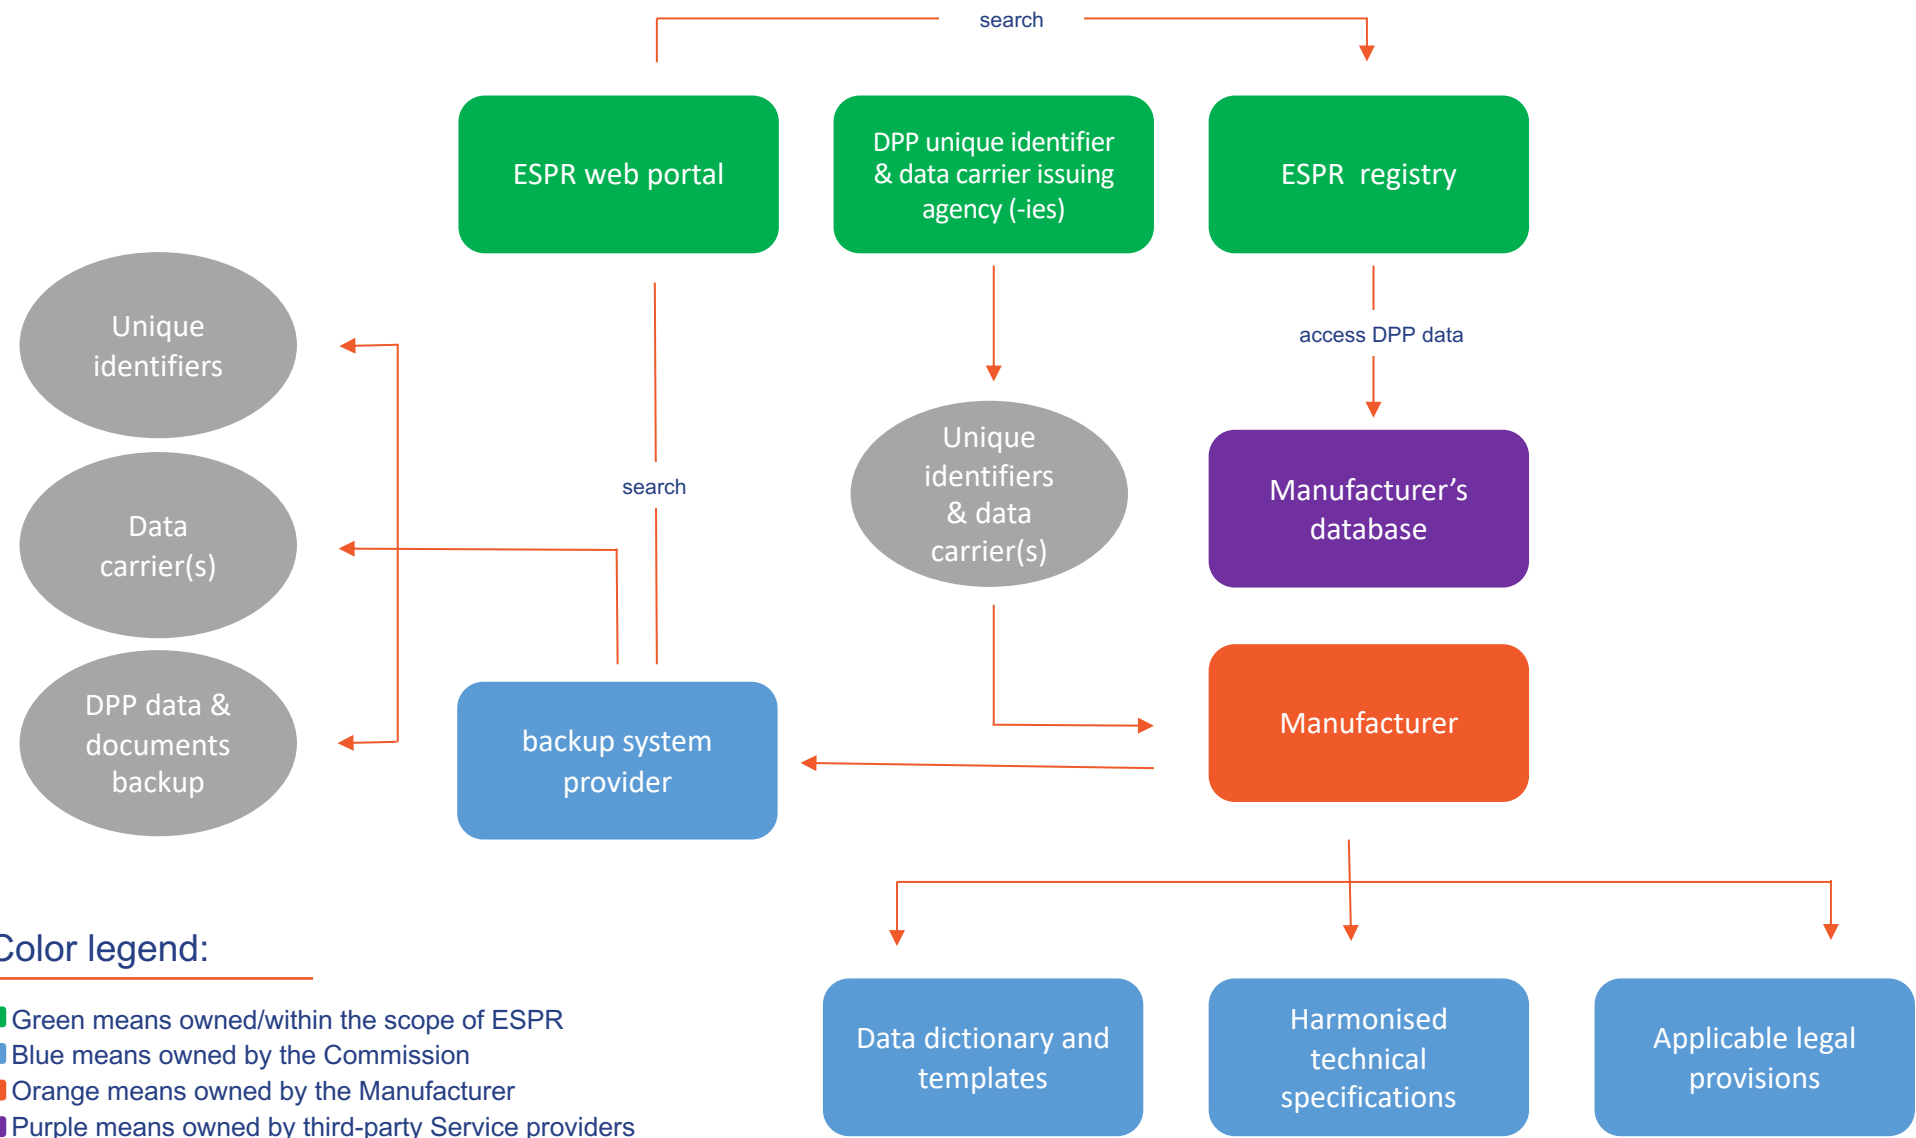 search
ESPR web portal
DPP unique identifier
& data carrier issuing
agency (-ies)
ESPR  registry
Unique
identifiers
access DPP data
Unique
identifiers
& data
carrier(s)
Manufacturer’s
database
search
Data
carrier(s)
DPP data &
documents
backup
backup system
provider
Manufacturer
Color legend:
Green means owned/within the scope of ESPR
Blue means owned by the Commission
Orange means owned by the Manufacturer
Purple means owned by third-party Service providers
Data dictionary and
templates
Harmonised
technical
specifications
Applicable legal
provisions